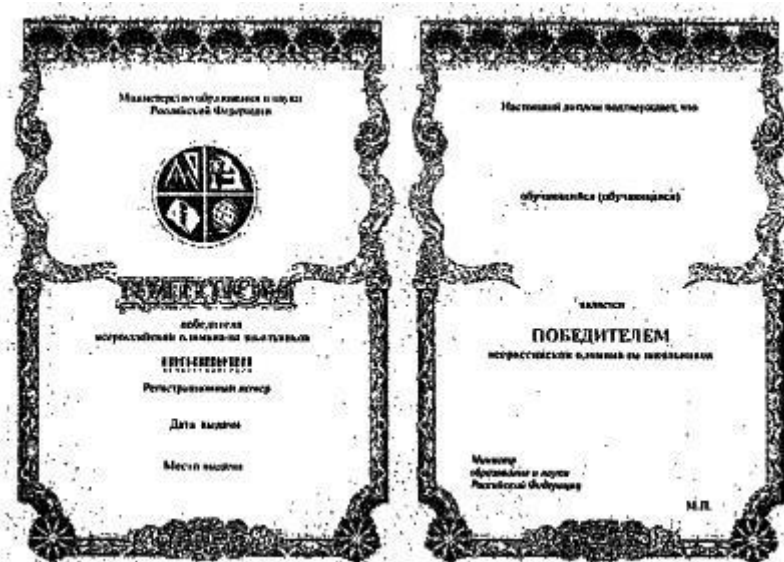 Министерство образования и науки
Российской Федерации
ДИПЛОМ
победителя
всероссийской олимпиады школьников
Регистрационный номер
Дата выдачи
Место выдачи
Настоящий диплом подтверждает, что
обучающийся (обучающаяся)
является
ПОБЕДИТЕЛЕМ
всероссийской олимпиады школьников
Министр
образования и науки
Российской Федерации
М.П.